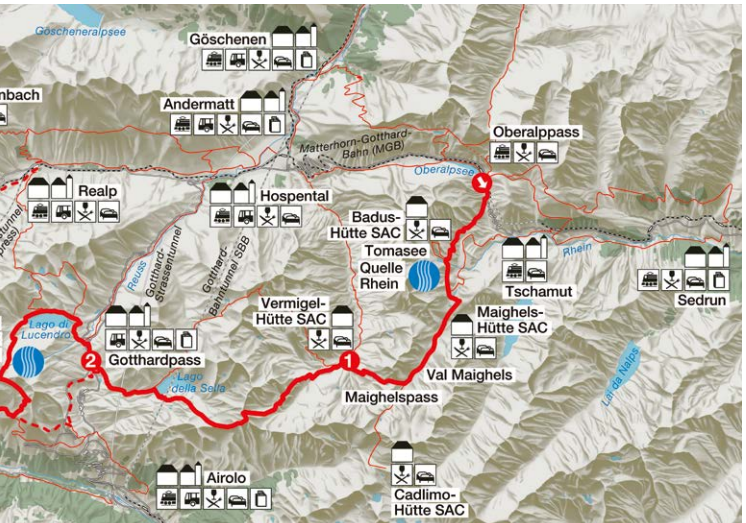 Göscheneralpsee
Göschenen
nbach
Andermatt
Matterhorn-Gotthard-
Bahn (MGB)
Oberalppass
Oberalpsee
Realp
Hospental
Badus-
Hütte SAC
Tomasee
Quelle
Rhein
Rhein
Tschamut
Sedrun
Reuss
Gotthard-
Strassentunnel
Gotthard-
Bahntunnel SBB
Vermigel-
Hütte SAC
Maighels-
Hütte SAC
Lago di
Lucendro
2
Gotthardpass
1
Val Maighels
Lai da Nalps
Lago
della Sella
Maighelspass
Airolo
Cadlimo-
Hütte SAC